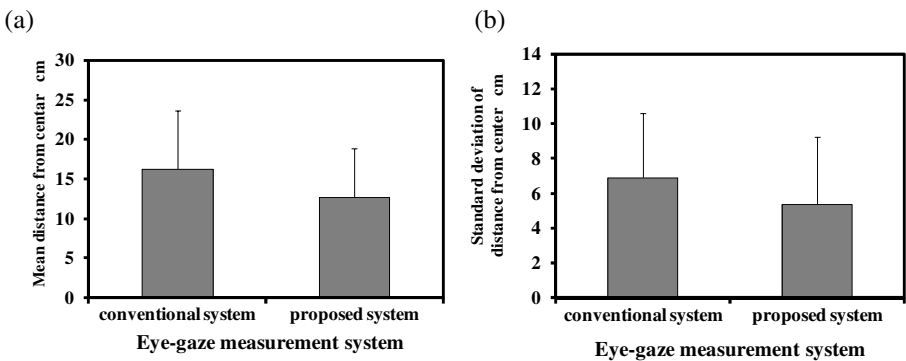 (a)
Mean distance from centar cm
30
25
20
15
10
5
0
conventional system
proposed system
Eye-gaze measurement system
(b)
Standard deviation of
distance from center cm
14
12
10
8
6
4
2
0
conventional system
proposed system
Eye-gaze measurement system